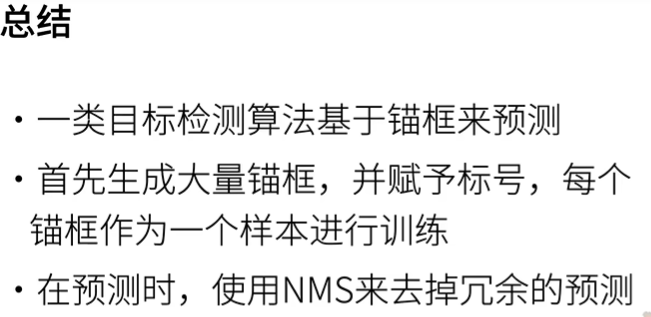 总结
• 一类目标检测算法基于锚框来预测
• 首先生成大量锚框，并赋予标号，每个
锚框作为一个样本进行训练
• 在预测时，使用NMS来去掉冗余的预测